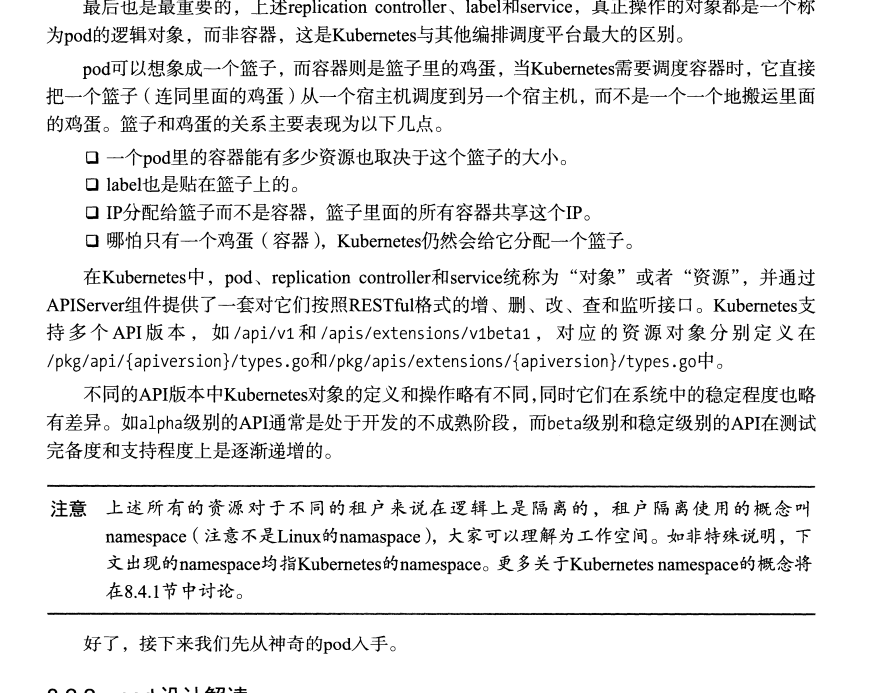 最后也是最重要的，上述replication controller、label和service，真正操作的对象都是一个称
为pod的逻辑对象，而非容器，这是Kubernetes与其他编排调度平台最大的区别。
pod可以想象成一个篮子，而容器则是篮子里的鸡蛋，当Kubernetes需要调度容器时，它直接
把一个篮子（连同里面的鸡蛋）从一个宿主机调度到另一个宿主机，而不是一个一个地搬运里面
的鸡蛋。篮子和鸡蛋的关系主要表现为以下几点。
❑ 一个pod里的容器能有多少资源也取决于这个篮子的大小。
❑ label也是贴在篮子上的。
❑ IP分配给篮子而不是容器，篮子里面的所有容器共享这个IP。
❑ 哪怕只有一个鸡蛋（容器），Kubernetes仍然会给它分配一个篮子。
在Kubernetes中，pod、replication controller和service统称为“对象”或者“资源”，并通过
APIServer组件提供了一套对它们按照RESTful格式的增、删、改、查和监听接口。Kubernetes支
持多个API版本，如/api/v1和/apis/extensions/v1beta1，对应的资源对象分别定义在
/pkg/api/{apiversion}/types.go和/pkg/apis/extensions/{apiversion}/types.go中。
不同的API版本中Kubernetes对象的定义和操作略有不同，同时它们在系统中的稳定程度也略
有差异。如alpha级别的API通常是处于开发的不成熟阶段，而beta级别和稳定级别的API在测试
完备度和支持程度上是逐渐递增的。
注意 上述所有的资源对于不同的租户来说在逻辑上是隔离的，租户隔离使用的概念叫
namespace（注意不是Linux的namaspace），大家可以理解为工作空间。如非特殊说明，下
文出现的namespace均指Kubernetes的namespace。更多关于Kubernetes namespace的概念将
在8.4.1节中讨论。
好了，接下来我们先从神奇的pod入手。